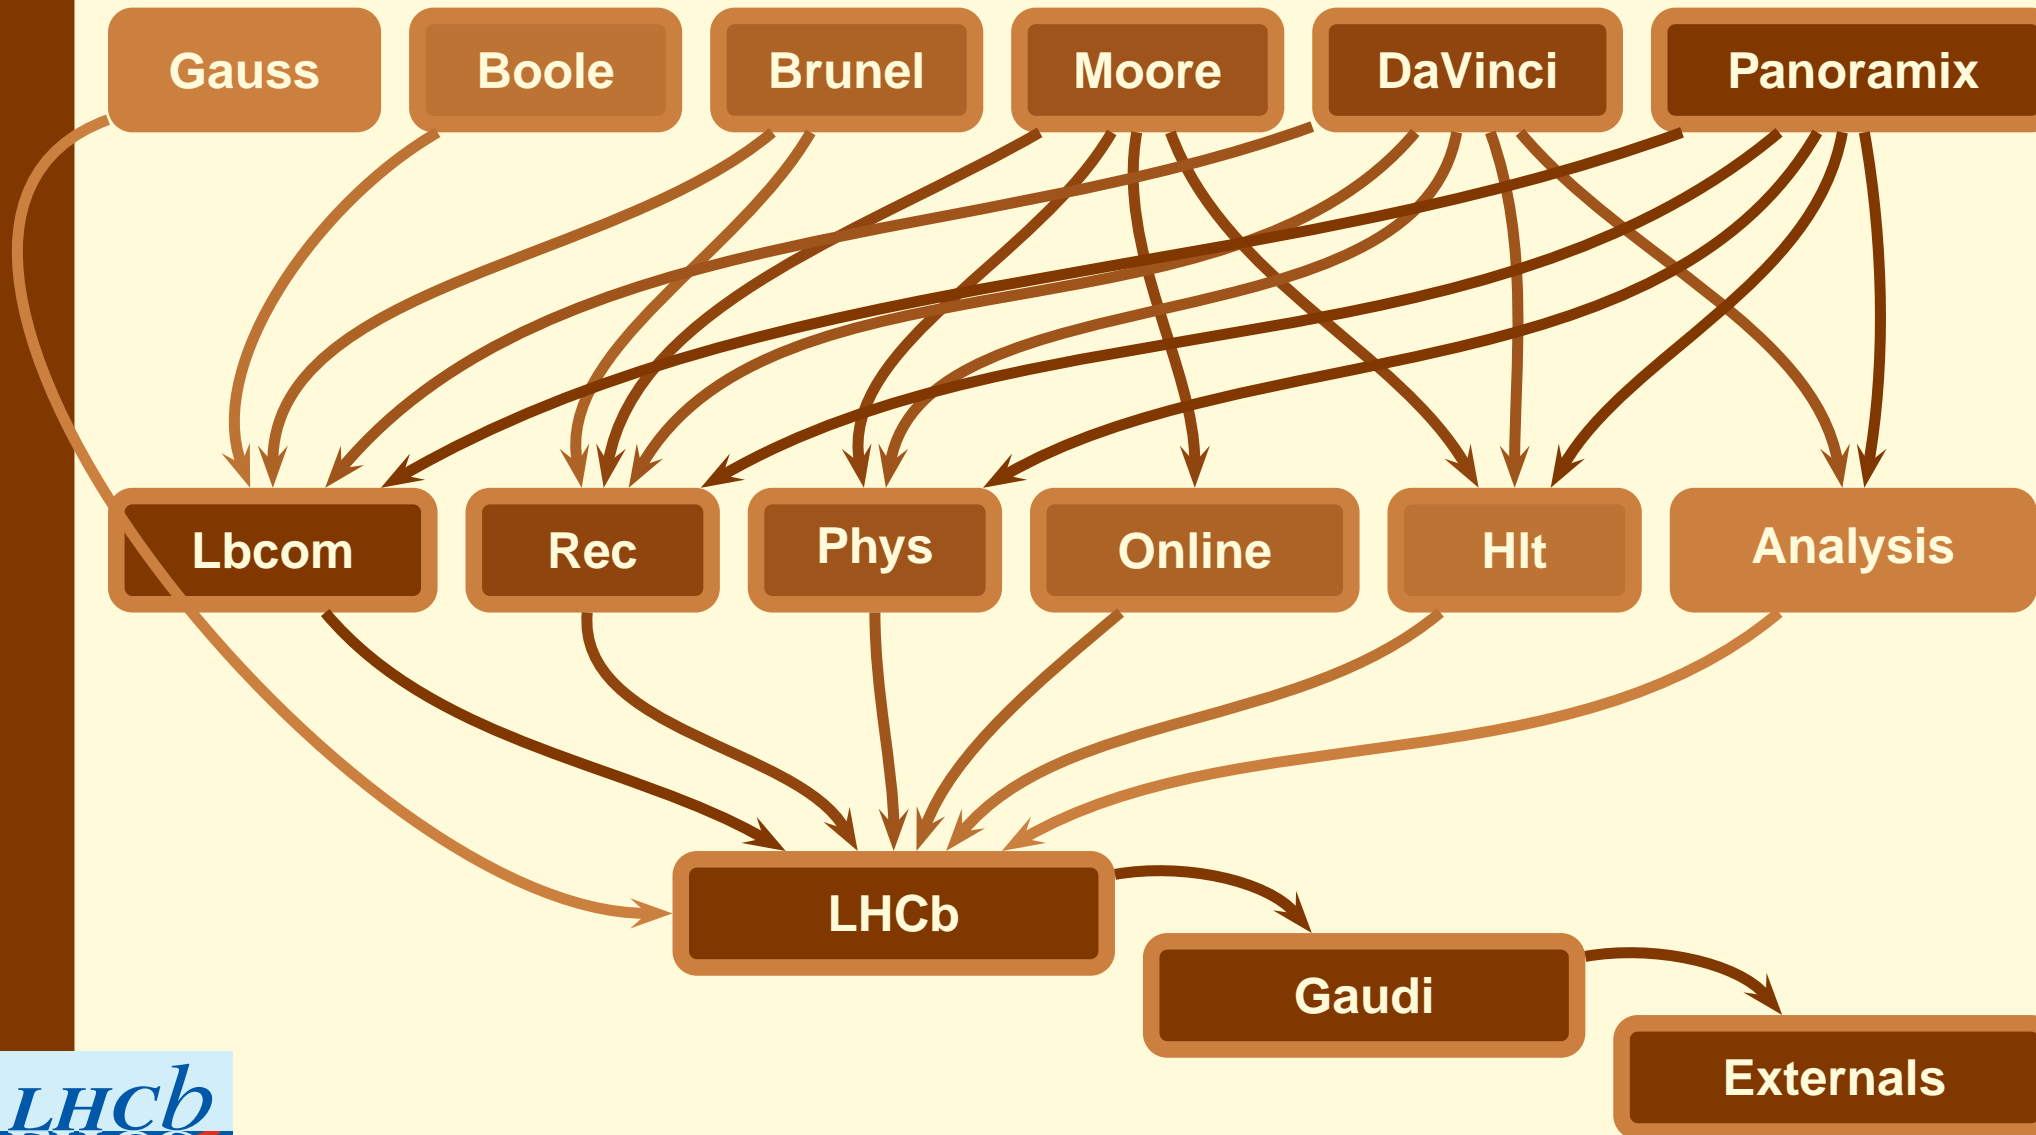 Gauss
Boole
Brunel
Moore
DaVinci
Panoramix
Lbcom
Rec
Phys
Online
Hlt
Analysis
LHCb
Gaudi
Externals
LHCb